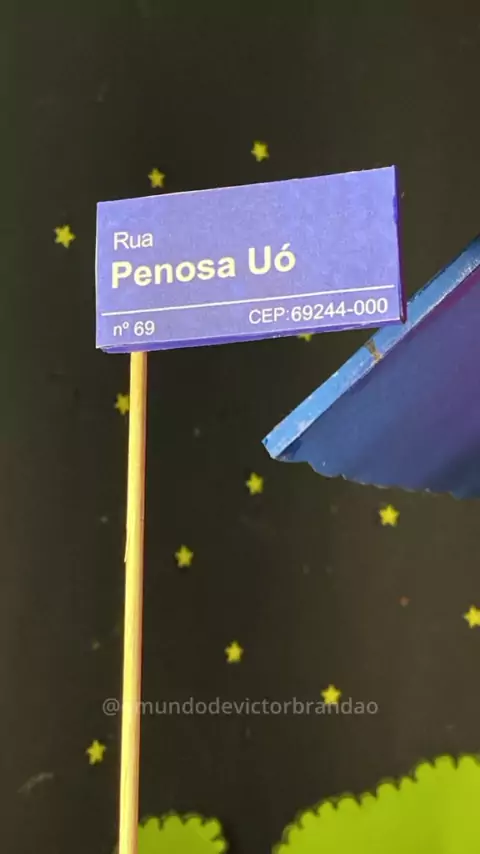 Rua
Penosa Uó
nº 69 CEP:69244-000
@omundodevictorbrandao